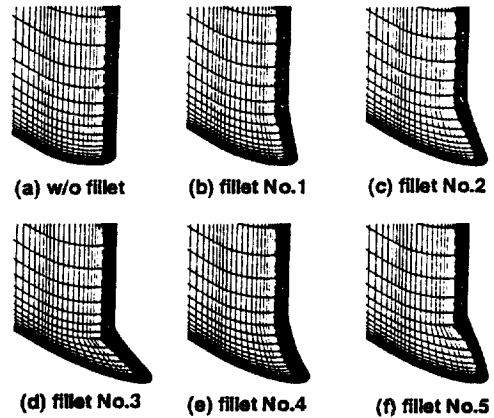 (a) w/o fillet
(b) fillet No.1
(c) fillet No.2
(d) fillet No.3
(e) fillet No.4
(f) fillet No.5